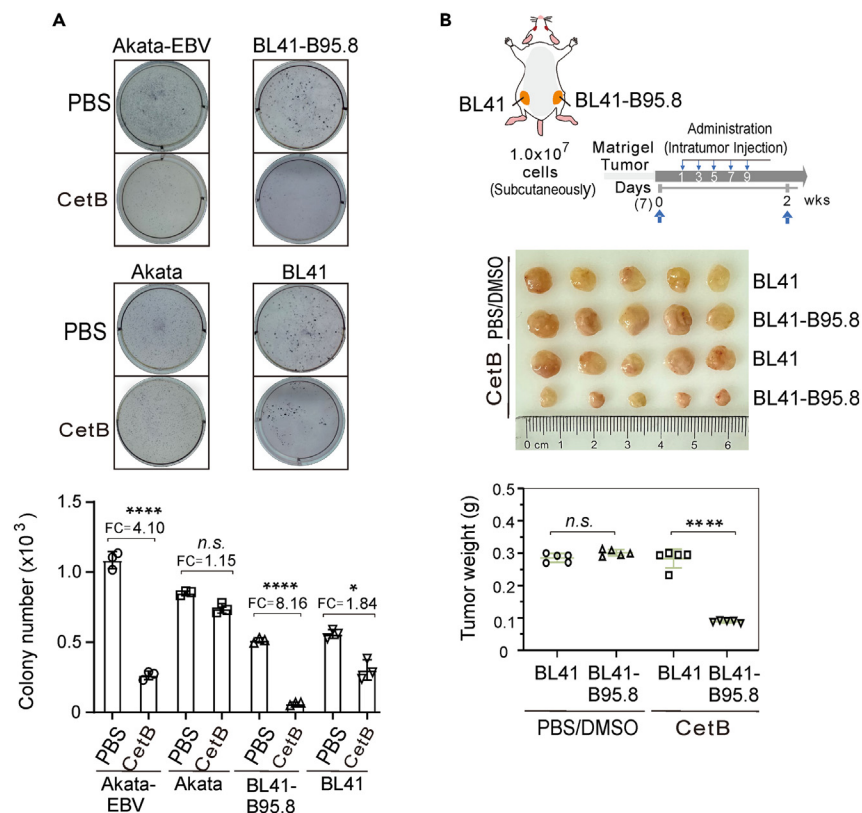 A
Akata-EBV BL41-B95.8
PBS
CetB
Akata BL41
PBS
CetB
1.5
1.0
0.5
0
Colony number (x10³)
****
FC=4.10
n.s.
FC=1.15
****
FC=8.16
*
FC=1.84
PBS CetB PBS CetB PBS CetB PBS CetB
Akata-
EBV
Akata
BL41-
B95.8
BL41
B
BL41 BL41-B95.8
1.0x10⁷
cells
(Subcutaneously)
Administration
(Intratumor Injection)
Matrigel
Tumor
1 3 5 7 9
Days
(7) 0 2 wks
PBS/DMSO
CetB
BL41
BL41-B95.8
BL41
BL41-B95.8
0 cm 1 2 3 4 5 6
0.5
0.4
0.3
0.2
0.1
0
Tumor weight (g)
n.s.
****
BL41 BL41-
B95.8
BL41 BL41-
B95.8
PBS/DMSO CetB